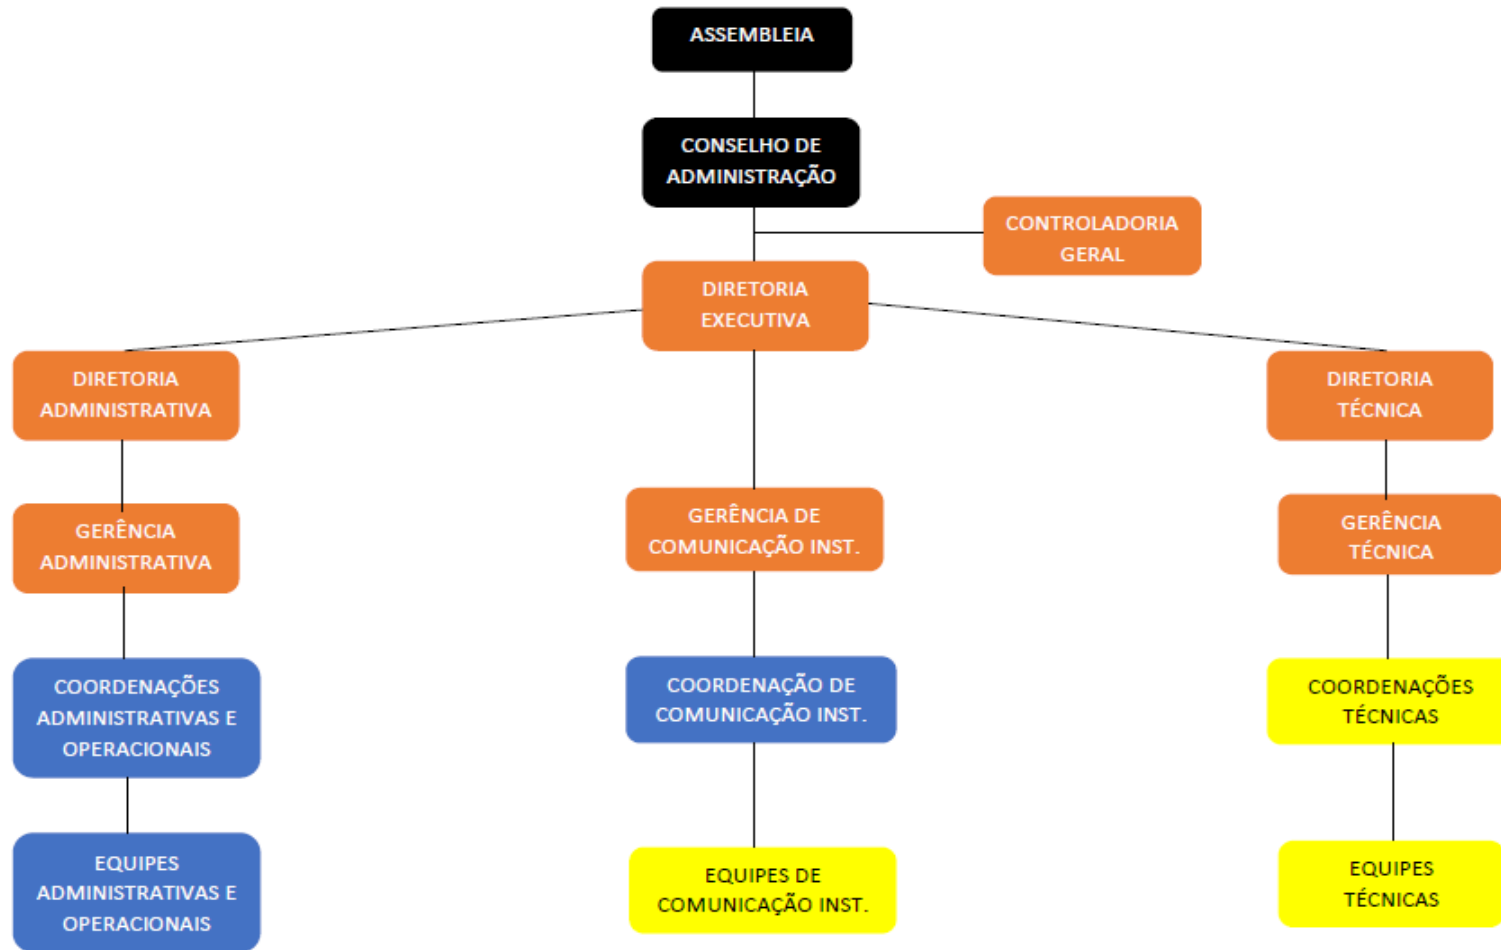 ASSEMBLEIA
CONSELHO DE
ADMINISTRAÇÃO
CONTROLADORIA
GERAL
DIRETORIA
EXECUTIVA
DIRETORIA
ADMINISTRATIVA
DIRETORIA
TÉCNICA
GERÊNCIA
ADMINISTRATIVA
GERÊNCIA DE
COMUNICAÇÃO INST.
GERÊNCIA
TÉCNICA
COORDENAÇÕES
ADMINISTRATIVAS E
OPERACIONAIS
COORDENAÇÃO DE
COMUNICAÇÃO INST.
COORDENAÇÕES
TÉCNICAS
EQUIPES
ADMINISTRATIVAS E
OPERACIONAIS
EQUIPES DE
COMUNICAÇÃO INST.
EQUIPES
TÉCNICAS